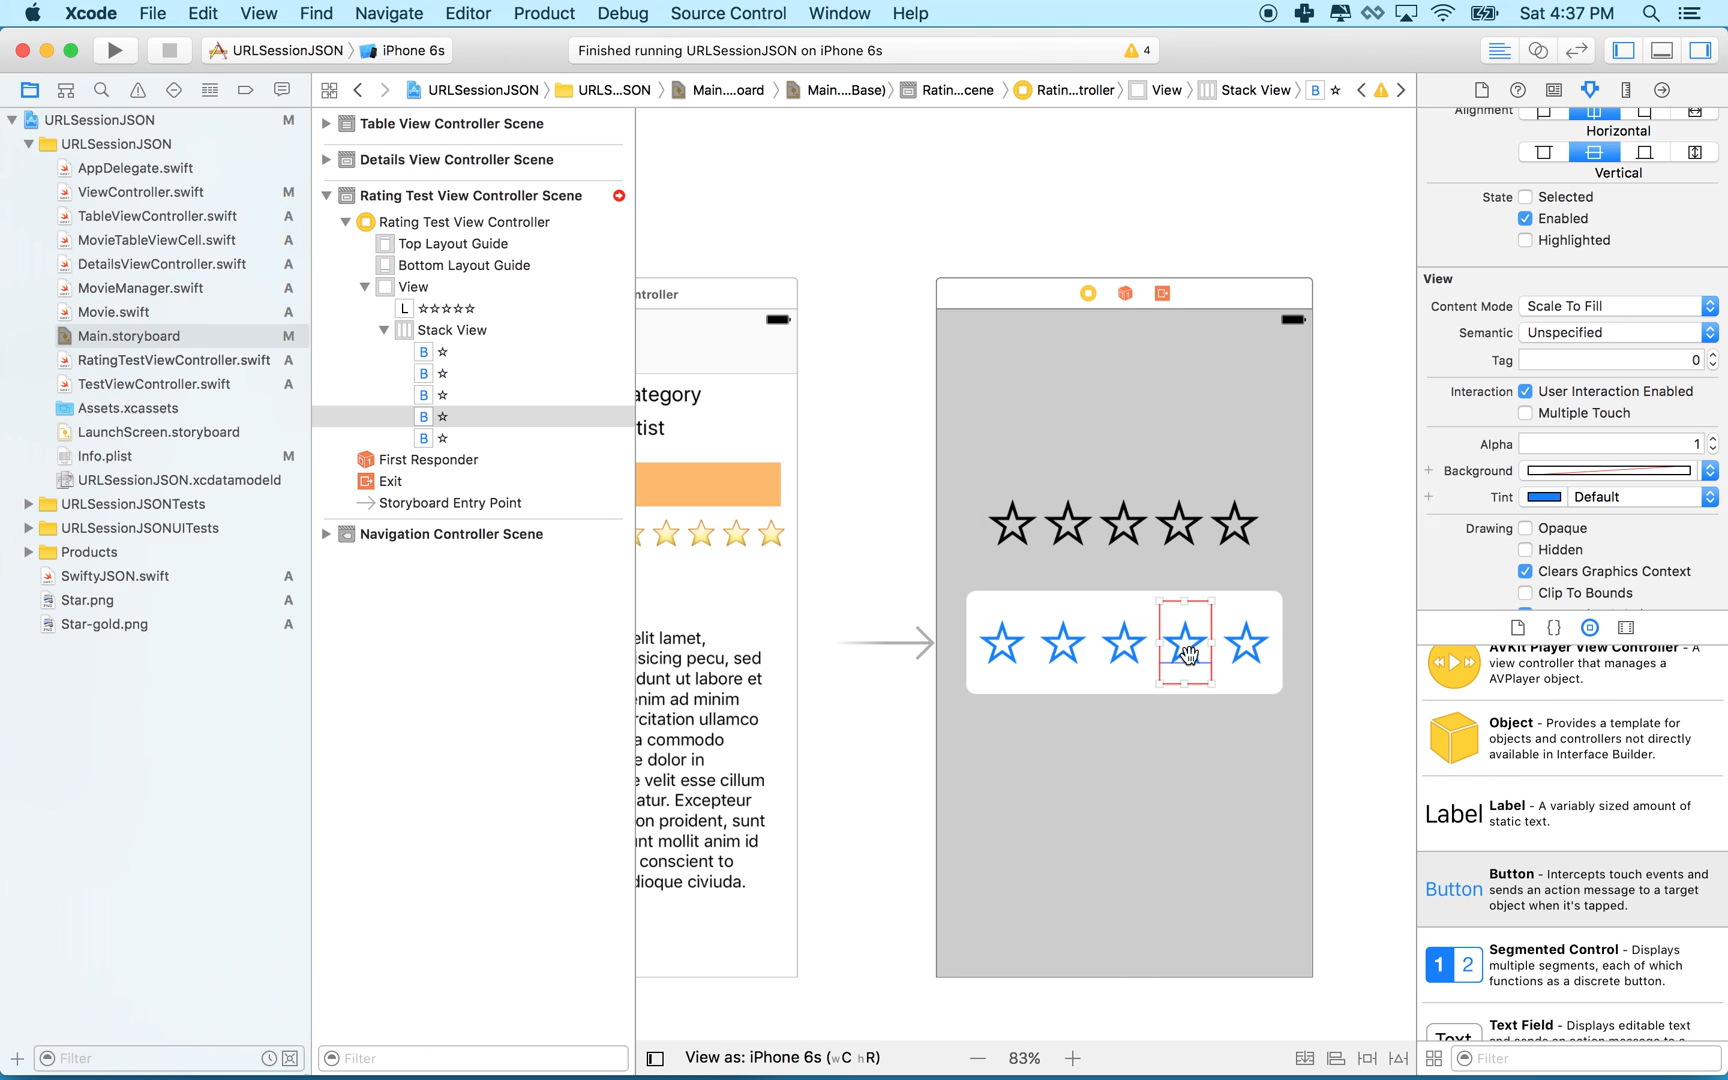 Xcode File Edit View Find Navigate Editor Product Debug Source Control Window Help Sat 4:37 PM
URLSessionJSON iPhone 6s Finished running URLSessionJSON on iPhone 6s 4
URLSessionJSON URLS...SON Main....oard Main....Base) Ratin...cene Ratin...troller View Stack View B ☆
URLSessionJSON M
URLSessionJSON
AppDelegate.swift
ViewController.swift M
TableViewController.swift A
MovieTableViewCell.swift A
DetailsViewController.swift A
MovieManager.swift A
Movie.swift A
Main.storyboard M
RatingTestViewController.swift A
TestViewController.swift A
Assets.xcassets
LaunchScreen.storyboard
Info.plist M
URLSessionJSON.xcdatamodeld
URLSessionJSONTests
URLSessionJSONUITests
Products
SwiftyJSON.swift A
Star.png A
Star-gold.png A
Filter
Table View Controller Scene
Details View Controller Scene
Rating Test View Controller Scene
Rating Test View Controller
Top Layout Guide
Bottom Layout Guide
View
L ☆☆☆☆☆
Stack View
B ☆
B ☆
B ☆
B ☆
B ☆
First Responder
Exit
Storyboard Entry Point
Navigation Controller Scene
Filter
ntroller
ategory
tist
elit lamet,
sicing pecu, sed
dunt ut labore et
enim ad minim
rcitation ullamco
a commodo
e dolor in
e velit esse cillum
atur. Excepteur
on proident, sunt
unt mollit anim id
conscient to
dioque civiuda.
☆☆☆☆☆
☆ ☆ ☆ ☆ ☆
View as: iPhone 6s (wC hR) 83%
Alignment
Horizontal
Vertical
State Selected
Enabled
Highlighted
View
Content Mode Scale To Fill
Semantic Unspecified
Tag 0
Interaction User Interaction Enabled
Multiple Touch
Alpha 1
Background
Tint Default
Drawing Opaque
Hidden
Clears Graphics Context
Clip To Bounds
AVKit Player View Controller - A
view controller that manages a
AVPlayer object.
Object - Provides a template for
objects and controllers not directly
available in Interface Builder.
Label Label - A variably sized amount of
static text.
Button Button - Intercepts touch events and
sends an action message to a target
object when it's tapped.
1 2 Segmented Control - Displays
multiple segments, each of which
functions as a discrete button.
Text Text Field - Displays editable text
and sends an action message to a
Filter